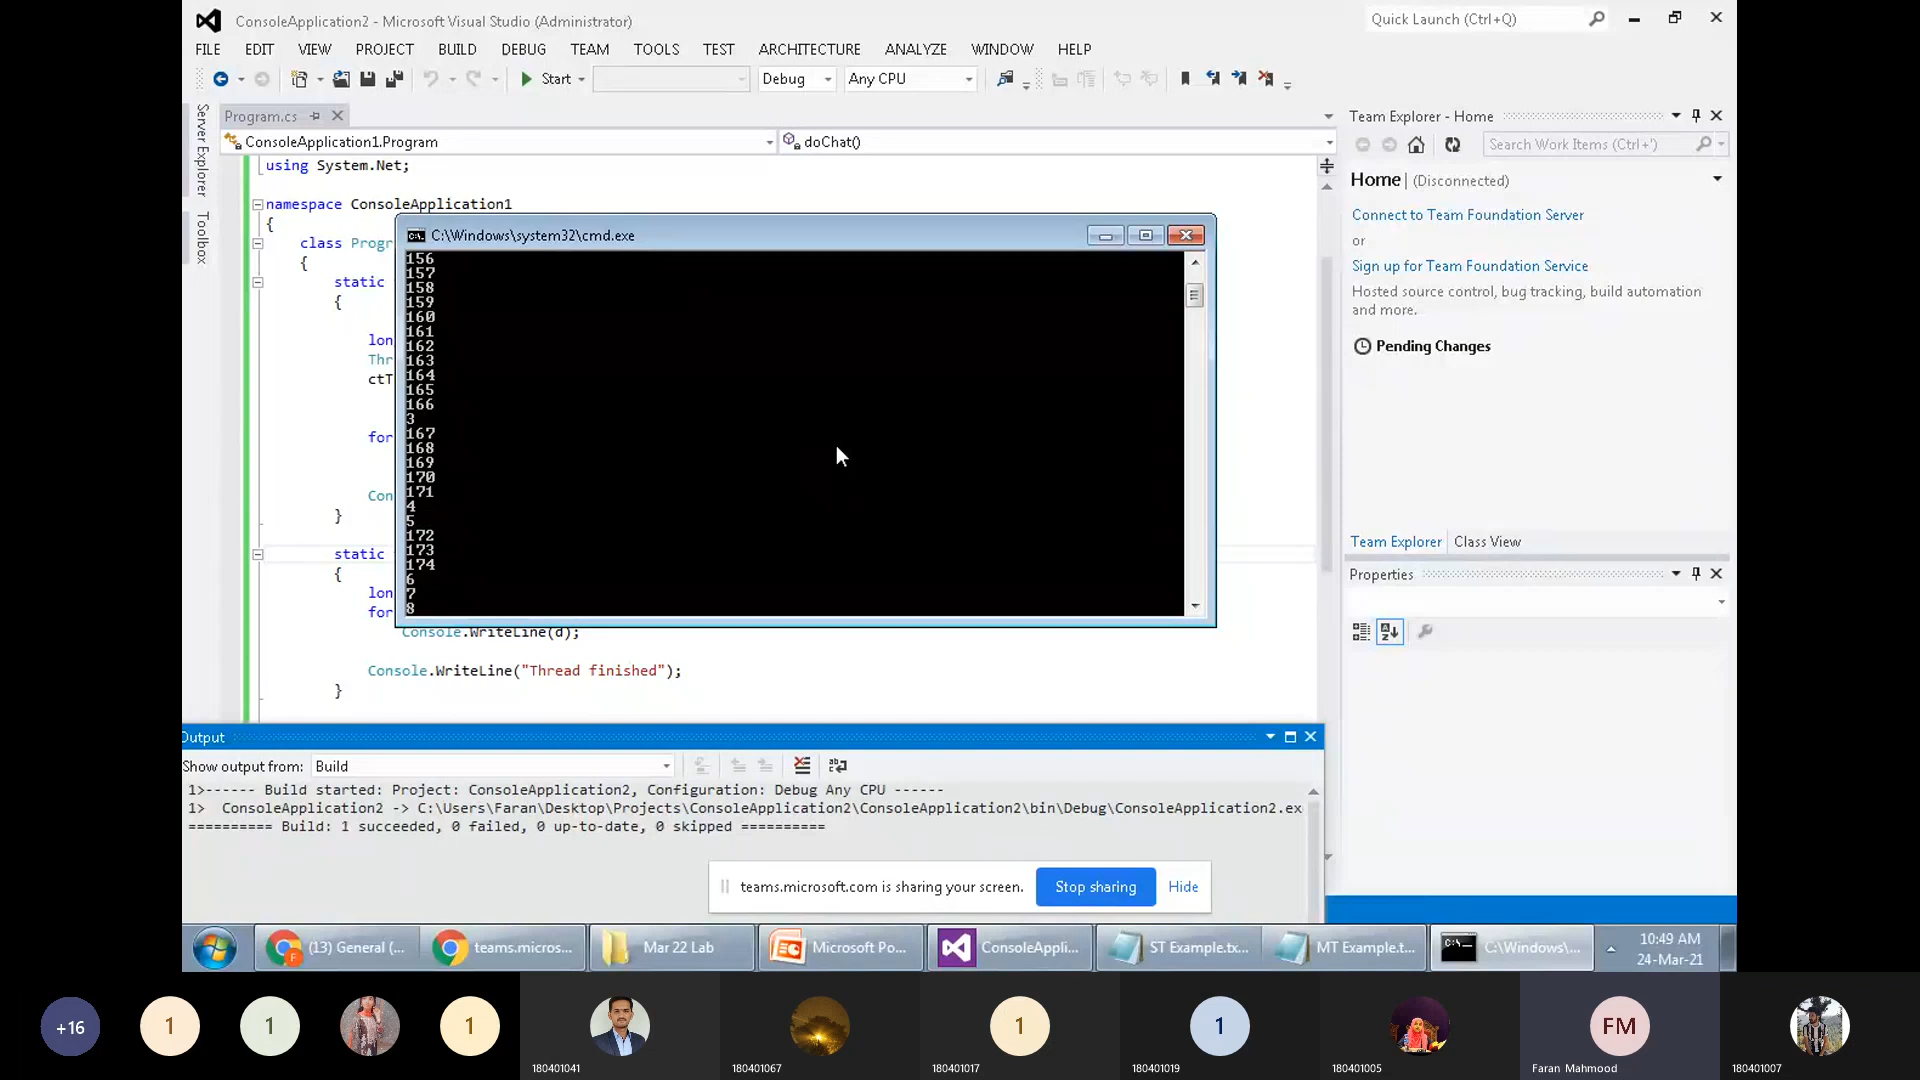 ConsoleApplication2 - Microsoft Visual Studio (Administrator)
Quick Launch (Ctrl+Q)
FILE EDIT VIEW PROJECT BUILD DEBUG TEAM TOOLS TEST ARCHITECTURE ANALYZE WINDOW HELP
Start Debug Any CPU
Server Explorer
Toolbox
Program.cs
ConsoleApplication1.Program
doChat()
using System.Net;
namespace ConsoleApplication1
{
class Progr
{
static
{
lon
Thr
ctT
for
Con
}
static
{
lon
for
Console.WriteLine(d);
Console.WriteLine("Thread finished");
}
C:\Windows\system32\cmd.exe
156
157
158
159
160
161
162
163
164
165
166
3
167
168
169
170
171
4
5
172
173
174
6
7
8
Team Explorer - Home
Search Work Items (Ctrl+')
Home | (Disconnected)
Connect to Team Foundation Server
or
Sign up for Team Foundation Service
Hosted source control, bug tracking, build automation
and more.
Pending Changes
Team Explorer Class View
Properties
Output
Show output from: Build
1>------ Build started: Project: ConsoleApplication2, Configuration: Debug Any CPU ------
1>  ConsoleApplication2 -> C:\Users\Faran\Desktop\Projects\ConsoleApplication2\ConsoleApplication2\bin\Debug\ConsoleApplication2.ex
========== Build: 1 succeeded, 0 failed, 0 up-to-date, 0 skipped ==========
teams.microsoft.com is sharing your screen. Stop sharing Hide
(13) General (...
teams.micros...
Mar 22 Lab
Microsoft Po...
ConsoleAppli...
ST Example.tx...
MT Example.t...
C:\Windows\...
10:49 AM
24-Mar-21
+16
1
1
1
180401041
180401067
1
180401017
1
180401019
180401005
FM
Faran Mahmood
180401007